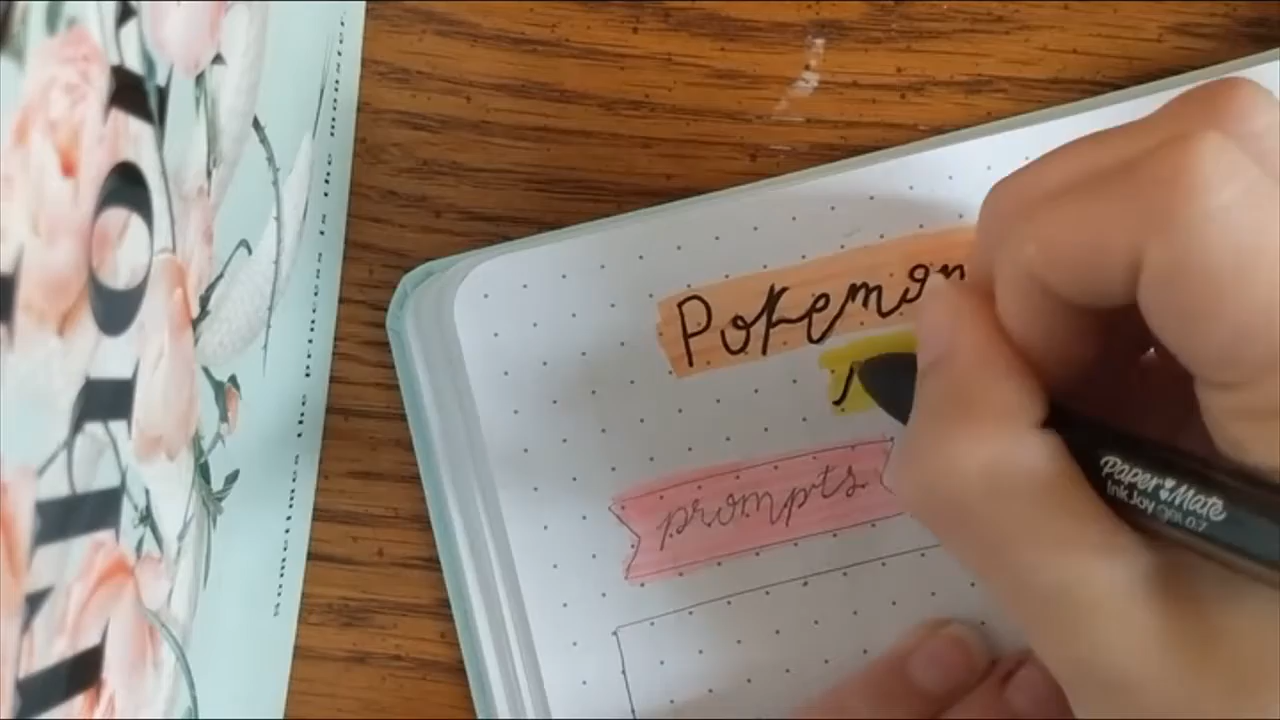 Sometimes the princess is the monster.
Pokemon
prompts
Paper Mate
InkJoy gel 0.7